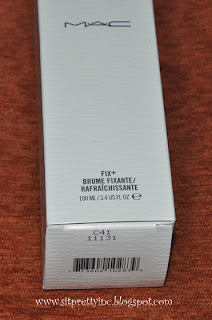 MAC
FIX+
BRUME FIXANTE/
RAFRAÎCHISSANTE
100 ML / 3.4 US FL OZ ℮
C41
11131
www.sitprettyinc.blogspot.com